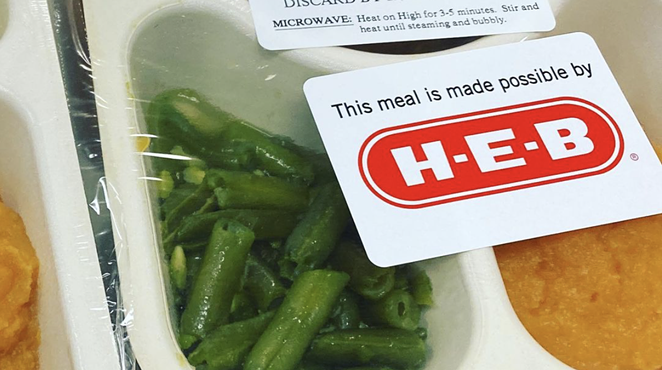 MICROWAVE: Heat on High for 3-5 minutes. Stir and
heat until steaming and bubbly.
This meal is made possible by
H-E-B
®